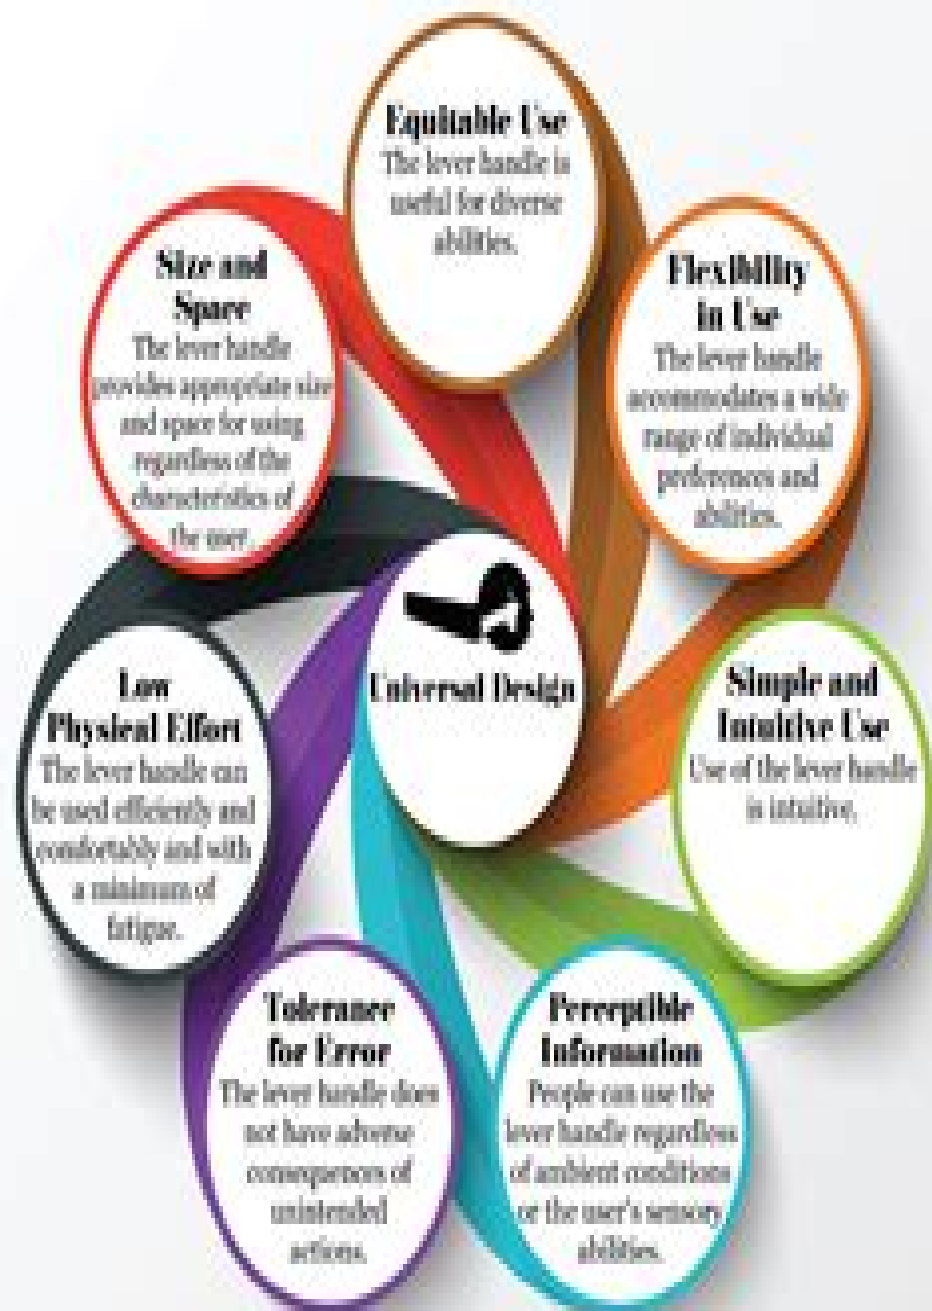 Equitable Use
The lever handle is
useful for diverse
abilities.
Flexibility
in Use
The lever handle
accommodates a wide
range of individual
preferences and
abilities.
Simple and
Intuitive Use
Use of the lever handle
is intuitive.
Perceptible
Information
People can use the
lever handle regardless
of ambient conditions
or the user's sensory
abilities.
Tolerance
for Error
The lever handle does
not have adverse
consequences of
unintended
actions.
Low
Physical Effort
The lever handle can
be used efficiently and
comfortably and with
a minimum of
fatigue.
Size and
Space
The lever handle
provides appropriate size
and space for using
regardless of the
characteristics of
the user.
Universal Design